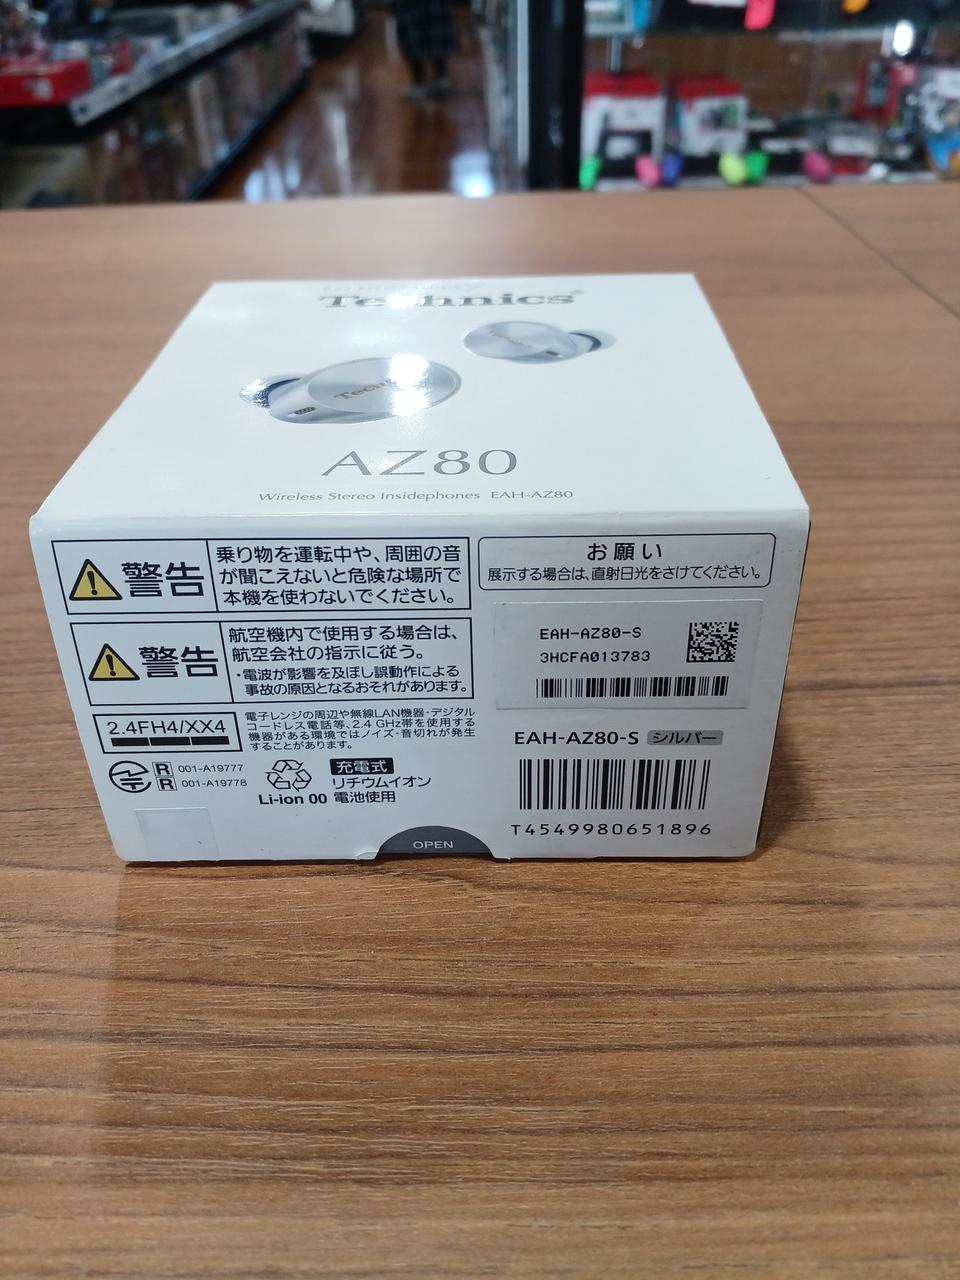 Technics
Technics
AZ80
Wireless Stereo Insidephones EAH-AZ80
警告
乗り物を運転中や、周囲の音
が聞こえないと危険な場所で
本機を使わないでください。
警告
航空機内で使用する場合は、
航空会社の指示に従う。
・電波が影響を及ぼし誤動作による
事故の原因となるおそれがあります。
2.4FH4/XX4
電子レンジの周辺や無線LAN機器・デジタル
コードレス電話等、2.4 GHz帯を使用する
機器がある環境ではノイズ・音切れが発生
することがあります。
R 001-A19777
R 001-A19778
Li-ion 00
充電式
リチウムイオン
電池使用
お願い
展示する場合は、直射日光をさけてください。
EAH-AZ80-S
3HCFA013783
EAH-AZ80-S シルバー
T4549980651896
OPEN